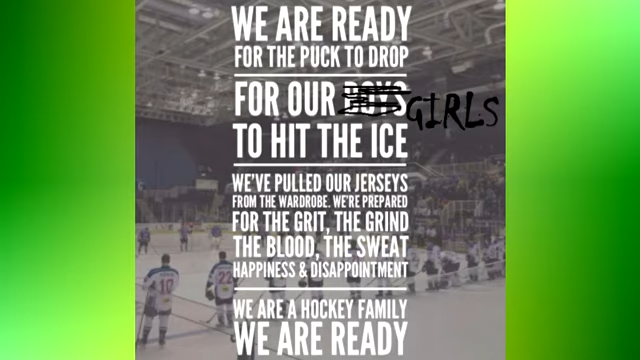 WE ARE READY
FOR THE PUCK TO DROP
FOR OUR BOYS GIRLS
TO HIT THE ICE
WE'VE PULLED OUR JERSEYS
FROM THE WARDROBE. WE'RE PREPARED
FOR THE GRIT, THE GRIND
THE BLOOD, THE SWEAT
HAPPINESS & DISAPPOINTMENT
WE ARE A HOCKEY FAMILY
WE ARE READY